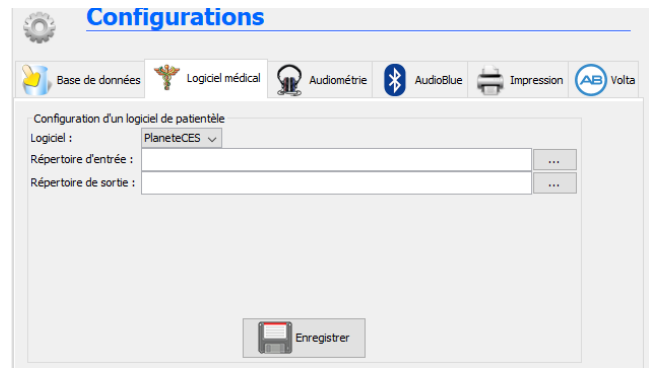 Configurations
Base de données Logiciel médical Audiométrie AudioBlue Impression AB Volta
Configuration d'un logiciel de patientèle
Logiciel : PlaneteCES
Répertoire d'entrée : ...
Répertoire de sortie : ...
Enregistrer